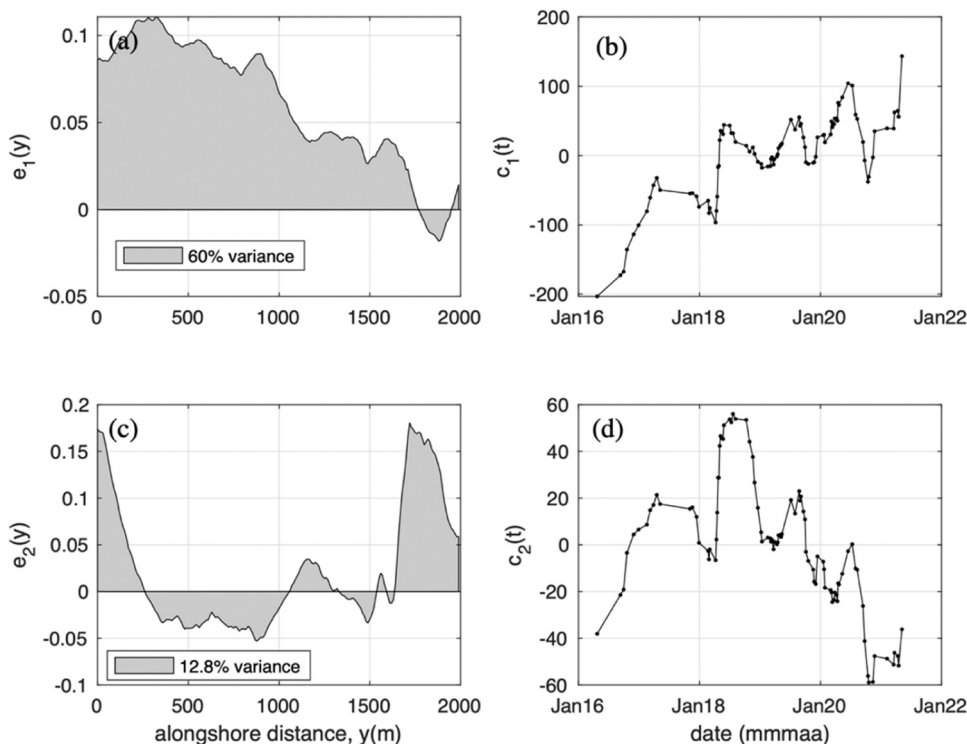 (a)
0.1
0.05
0
-0.05
e1(y)
60% variance
0 500 1000 1500 2000
(b)
200
100
0
-100
-200
c1(t)
Jan16 Jan18 Jan20 Jan22
(c)
0.2
0.15
0.1
0.05
0
-0.05
-0.1
e2(y)
12.8% variance
0 500 1000 1500 2000
alongshore distance, y(m)
(d)
60
40
20
0
-20
-40
-60
c2(t)
Jan16 Jan18 Jan20 Jan22
date (mmmaa)